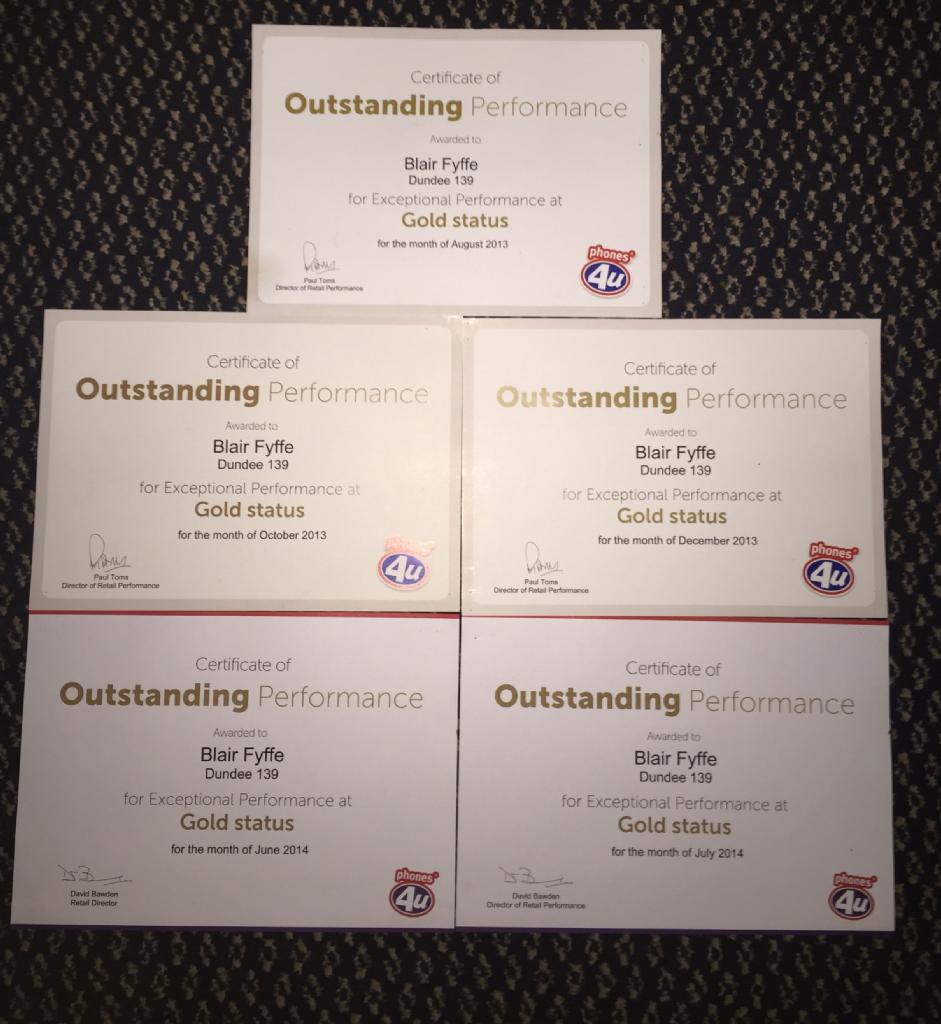 Certificate of
Outstanding Performance
Awarded to
Blair Fyffe
Dundee 139
for Exceptional Performance at
Gold status
for the month of August 2013
Paul Toms
Director of Retail Performance
phones
4u
Certificate of
Outstanding Performance
Awarded to
Blair Fyffe
Dundee 139
for Exceptional Performance at
Gold status
for the month of October 2013
Paul Toms
Director of Retail Performance
phones
4u
Certificate of
Outstanding Performance
Awarded to
Blair Fyffe
Dundee 139
for Exceptional Performance at
Gold status
for the month of December 2013
Paul Toms
Director of Retail Performance
phones
4u
Certificate of
Outstanding Performance
Awarded to
Blair Fyffe
Dundee 139
for Exceptional Performance at
Gold status
for the month of June 2014
David Bawden
Retail Director
phones
4u
Certificate of
Outstanding Performance
Awarded to
Blair Fyffe
Dundee 139
for Exceptional Performance at
Gold status
for the month of July 2014
David Bawden
Director of Retail Performance
phones
4u